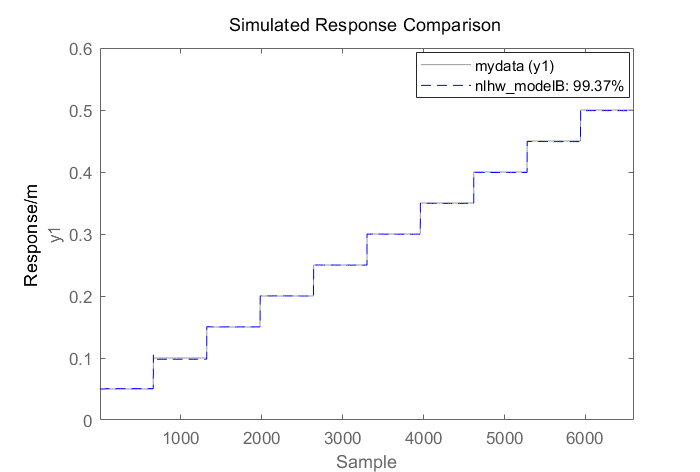 Simulated Response Comparison
mydata (y1)
nlhw_modelB: 99.37%
Response/m
y1
0.6
0.5
0.4
0.3
0.2
0.1
0
1000 2000 3000 4000 5000 6000
Sample